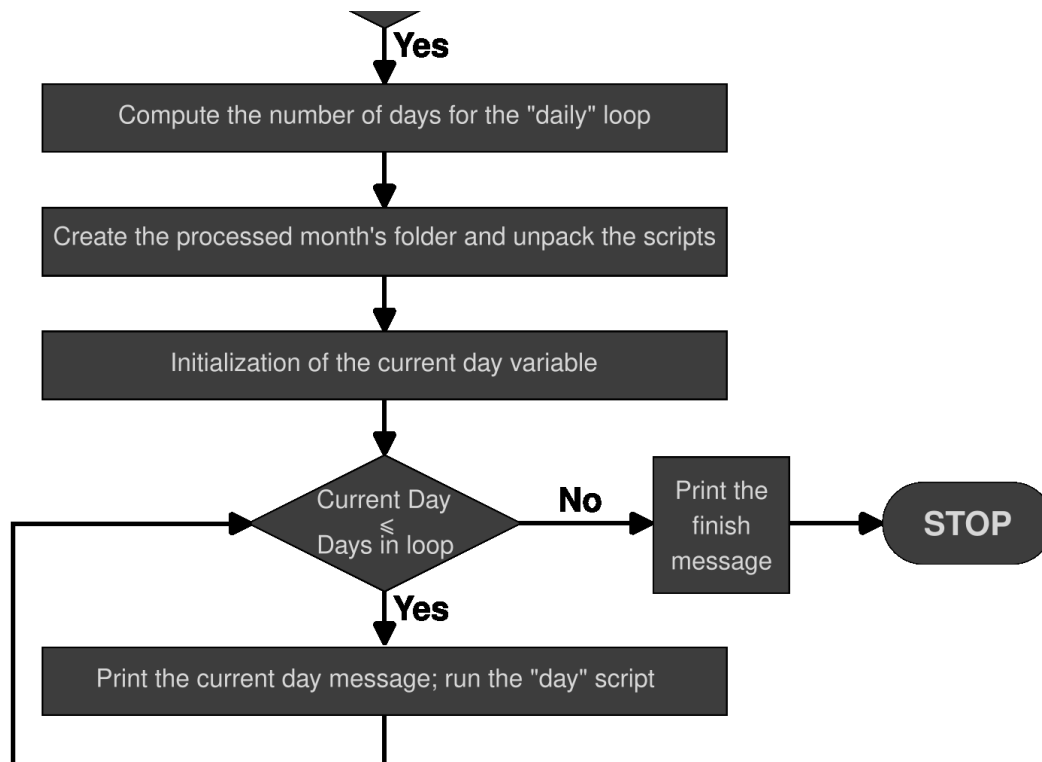 Yes
Compute the number of days for the "daily" loop
Create the processed month's folder and unpack the scripts
Initialization of the current day variable
Current Day
⩽
Days in loop
No
Print the
finish
message
STOP
Yes
Print the current day message; run the "day" script